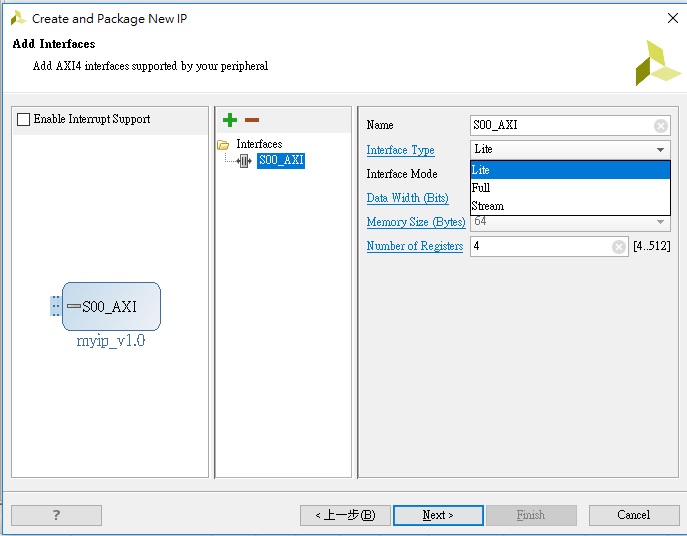 Create and Package New IP
Add Interfaces
Add AXI4 interfaces supported by your peripheral
Enable Interrupt Support
S00_AXI
myip_v1.0
Interfaces
S00_AXI
Name
S00_AXI
Interface Type
Lite
Interface Mode
Lite
Full
Stream
Data Width (Bits)
Memory Size (Bytes)
64
Number of Registers
4
[4..512]
?
< 上一步(B)
Next >
Finish
Cancel